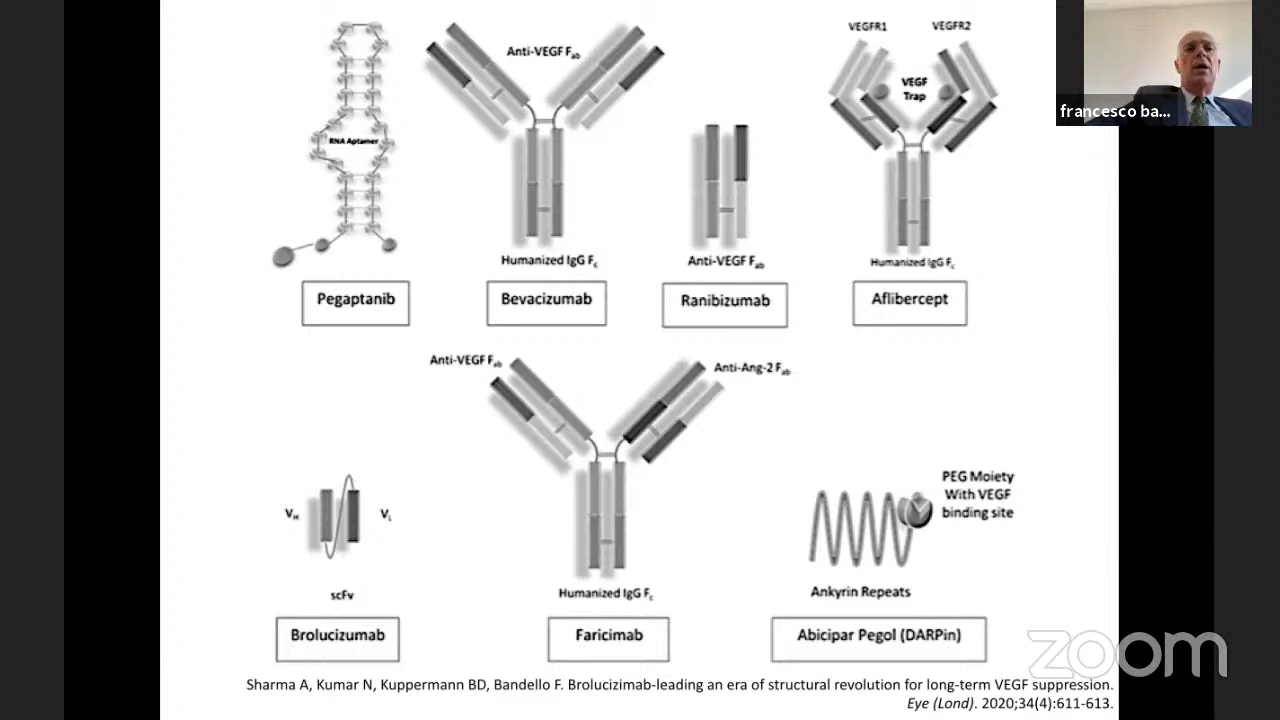 VEGFR1
VEGFR2
Anti-VEGF Fab
VEGF
Trap
francesco ba...
RNA Aptamer
Humanized IgG Fc
Anti-VEGF Fab
Humanized IgG Fc
Pegaptanib
Bevacizumab
Ranibizumab
Aflibercept
Anti-VEGF Fab
Anti-Ang-2 Fab
PEG Moiety
With VEGF
binding site
VH
VL
scFv
Humanized IgG Fc
Ankyrin Repeats
Brolucizumab
Faricimab
Abicipar Pegol (DARPin)
zoom
Sharma A, Kumar N, Kuppermann BD, Bandello F. Brolucizimab-leading an era of structural revolution for long-term VEGF suppression.
Eye (Lond). 2020;34(4):611-613.